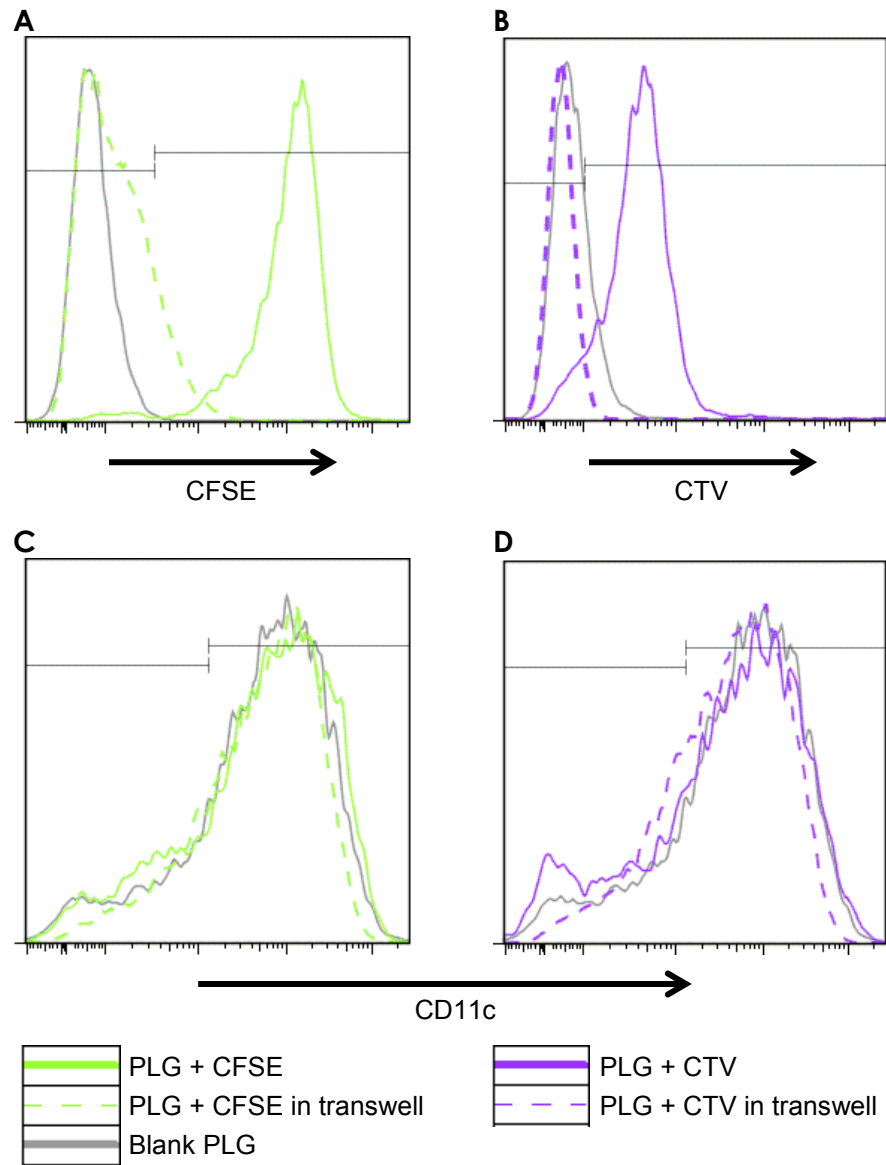 A
B
CFSE
CTV
C
D
CD11c
PLG + CFSE
PLG + CTV
PLG + CFSE in transwell
PLG + CTV in transwell
Blank PLG